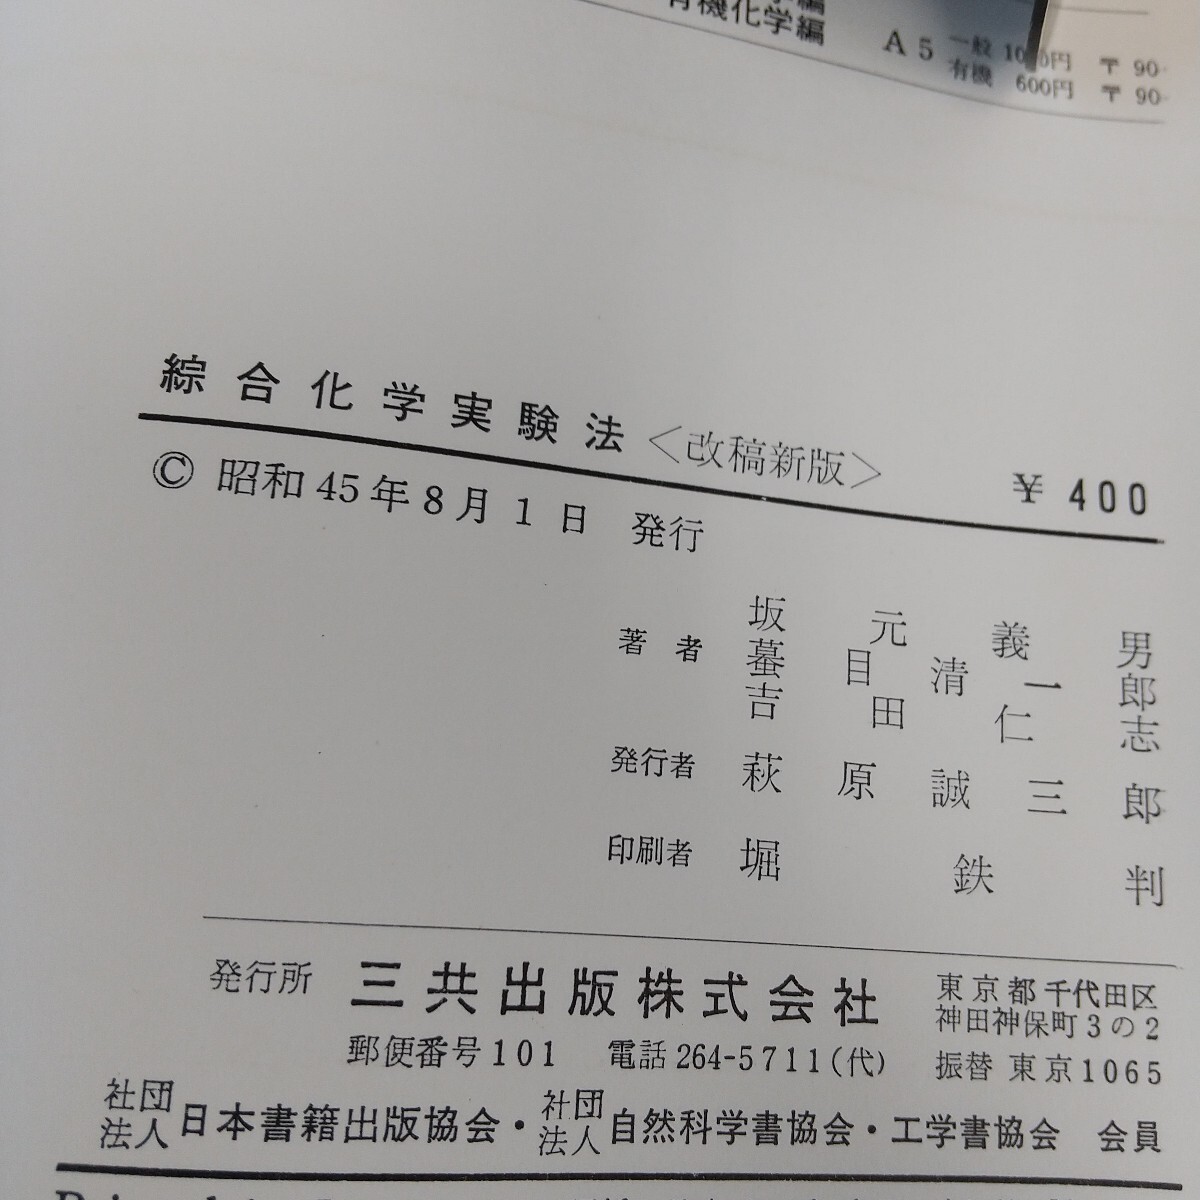 有機化学編
A5 一般 10 0円 〒 90
有機 600円 〒 90
綜合化学実験法 <改稿新版> ¥400
© 昭和45年8月1日 発行
著者 坂元義男
蟇目清一郎
吉田仁志
発行者 萩原誠三郎
印刷者 堀鉄判
発行所 三共出版株式会社
東京都千代田区
神田神保町3の2
郵便番号101 電話264-5711(代) 振替 東京1065
社団法人 日本書籍出版協会・社団法人 自然科学書協会・工学書協会 会員